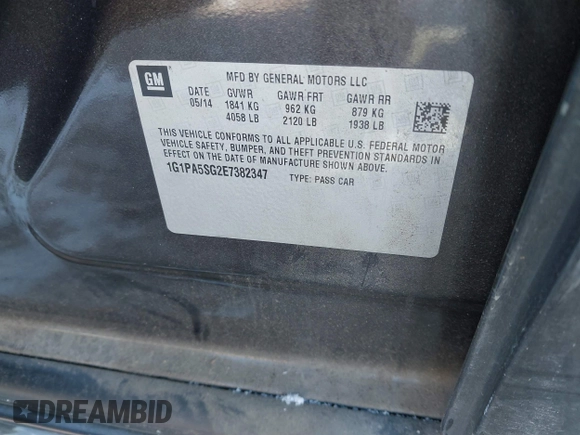 GM
MFD BY GENERAL MOTORS LLC
DATE GVWR GAWR FRT GAWR RR
05/14 1841 KG 962 KG 879 KG
4058 LB 2120 LB 1938 LB
THIS VEHICLE CONFORMS TO ALL APPLICABLE U.S. FEDERAL MOTOR
VEHICLE SAFETY, BUMPER, AND THEFT PREVENTION STANDARDS IN
EFFECT ON THE DATE OF MANUFACTURE SHOWN ABOVE.
1G1PA5SG2E7382347 TYPE: PASS CAR
DREAMBID